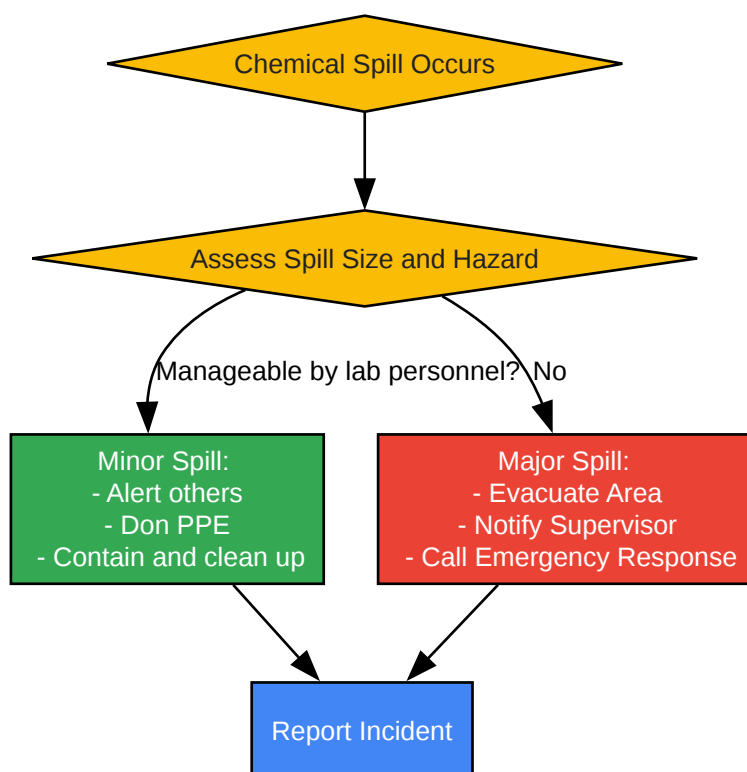 Chemical Spill Occurs
Assess Spill Size and Hazard
Manageable by lab personnel?
No
Minor Spill:
- Alert others
- Don PPE
- Contain and clean up
Major Spill:
- Evacuate Area
- Notify Supervisor
- Call Emergency Response
Report Incident